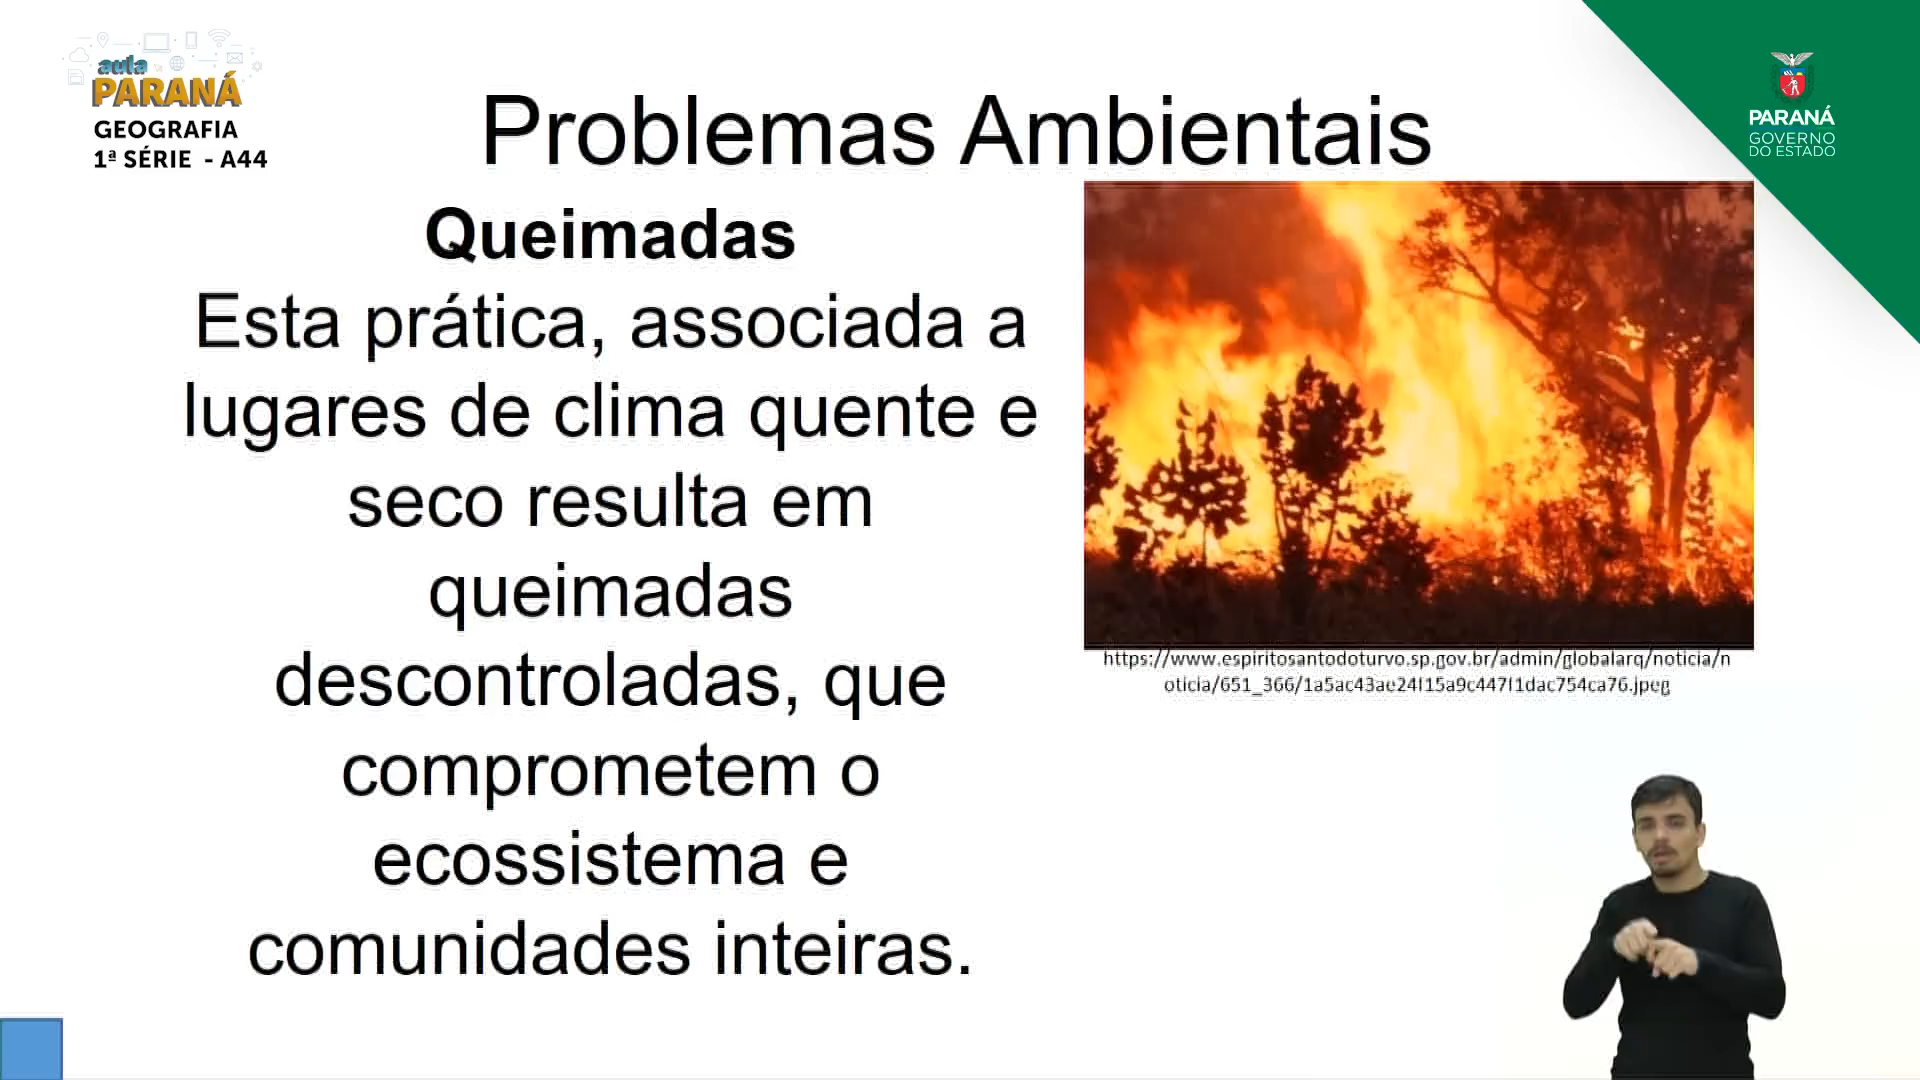 aula
PARANÁ
GEOGRAFIA
1ª SÉRIE - A44
Problemas Ambientais
PARANÁ
GOVERNO
DO ESTADO
Queimadas
Esta prática, associada a
lugares de clima quente e
seco resulta em
queimadas
descontroladas, que
comprometem o
ecossistema e
comunidades inteiras.
https://www.espiritosantodoturvo.sp.gov.br/admin/globalarq/noticia/n
oticia/651_366/1a5ac43ae24f15a9c447f1dac754ca76.jpeg